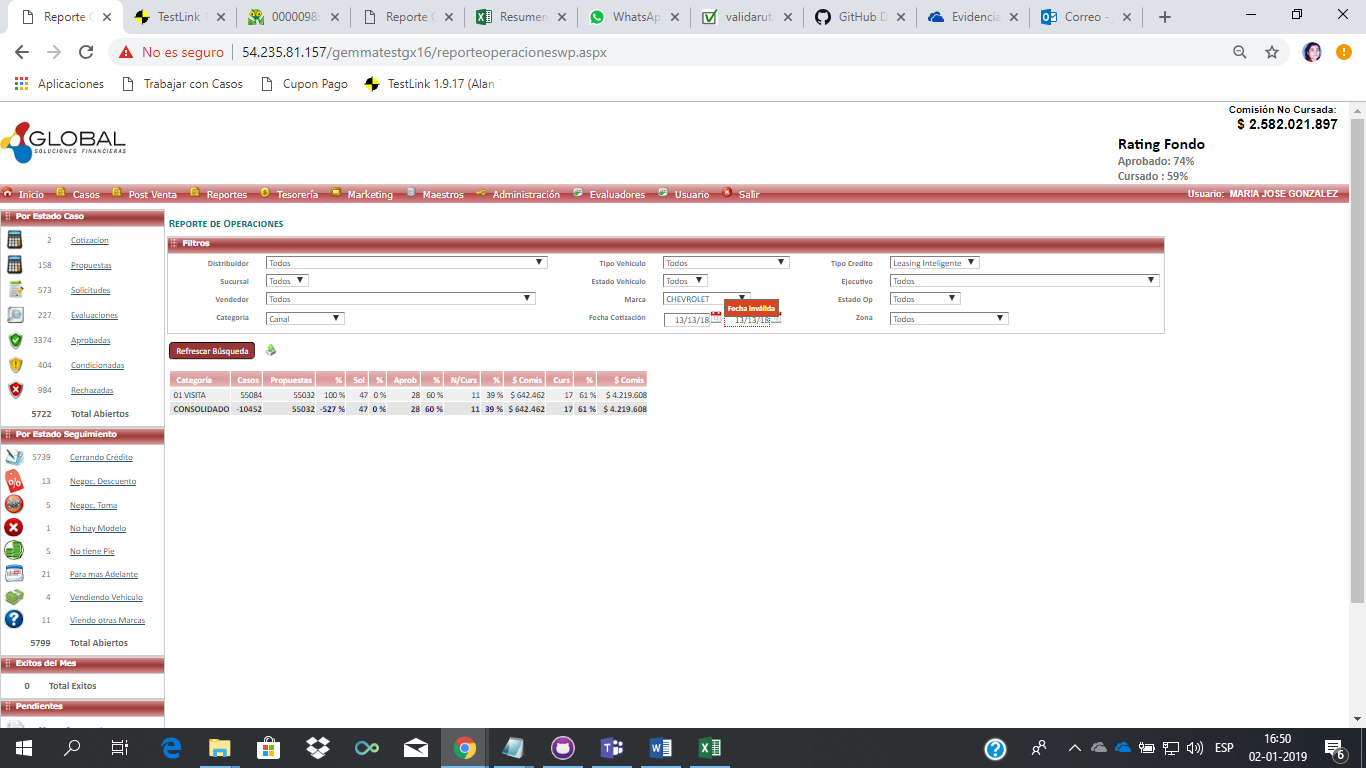 Reporte
TestLink
0000098
Reporte
Resumen
WhatsAp
validarut.
GitHub D
Evidencia
Correo -
No es seguro
54.235.81.157/gemmatestgx16/reporteoperacioneswp.aspx
Aplicaciones
Trabajar con Casos
Cupon Pago
TestLink 1.9.17 (Alan
Comisión No Cursada:
$ 2.582.021.897
GLOBAL
SOLUCIONES FINANCIERAS
Rating Fondo
Aprobado: 74%
Cursado : 59%
Inicio Casos Post Venta Reportes Tesorería Marketing Maestros Administración Evaluadores Usuario Salir Usuario: MARIA JOSE GONZALEZ
Por Estado Caso
2 Cotizacion
158 Propuestas
573 Solicitudes
227 Evaluaciones
3374 Aprobadas
404 Condicionadas
984 Rechazadas
5722 Total Abiertos
Por Estado Seguimiento
5739 Cerrando Crédito
13 Negoc. Descuento
5 Negoc. Toma
1 No hay Modelo
5 No tiene Pie
21 Para mas Adelante
4 Vendiendo Vehículo
11 Viendo otras Marcas
5799 Total Abiertos
Exitos del Mes
0 Total Exitos
Pendientes
REPORTE DE OPERACIONES
Filtros
Distribuidor Todos Tipo Vehiculo Todos Tipo Credito Leasing Inteligente
Sucursal Todos Estado Vehiculo Todos Ejecutivo Todos
Vendedor Todos Marca CHEVROLET Estado Op Todos
Fecha inválida
Categoria Canal Fecha Cotización 13/13/18 13/13/18 Zona Todos
Refrescar Búsqueda
Categoría Casos Propuestas % Sol % Aprob % N/Curs % $ Comis Curs % $ Comis
01 VISITA 55084 55032 100 % 47 0 % 28 60 % 11 39 % $ 642.462 17 61 % $ 4.219.608
CONSOLIDADO -10452 55032 -527 % 47 0 % 28 60 % 11 39 % $ 642.462 17 61 % $ 4.219.608
ESP
16:50
02-01-2019
6